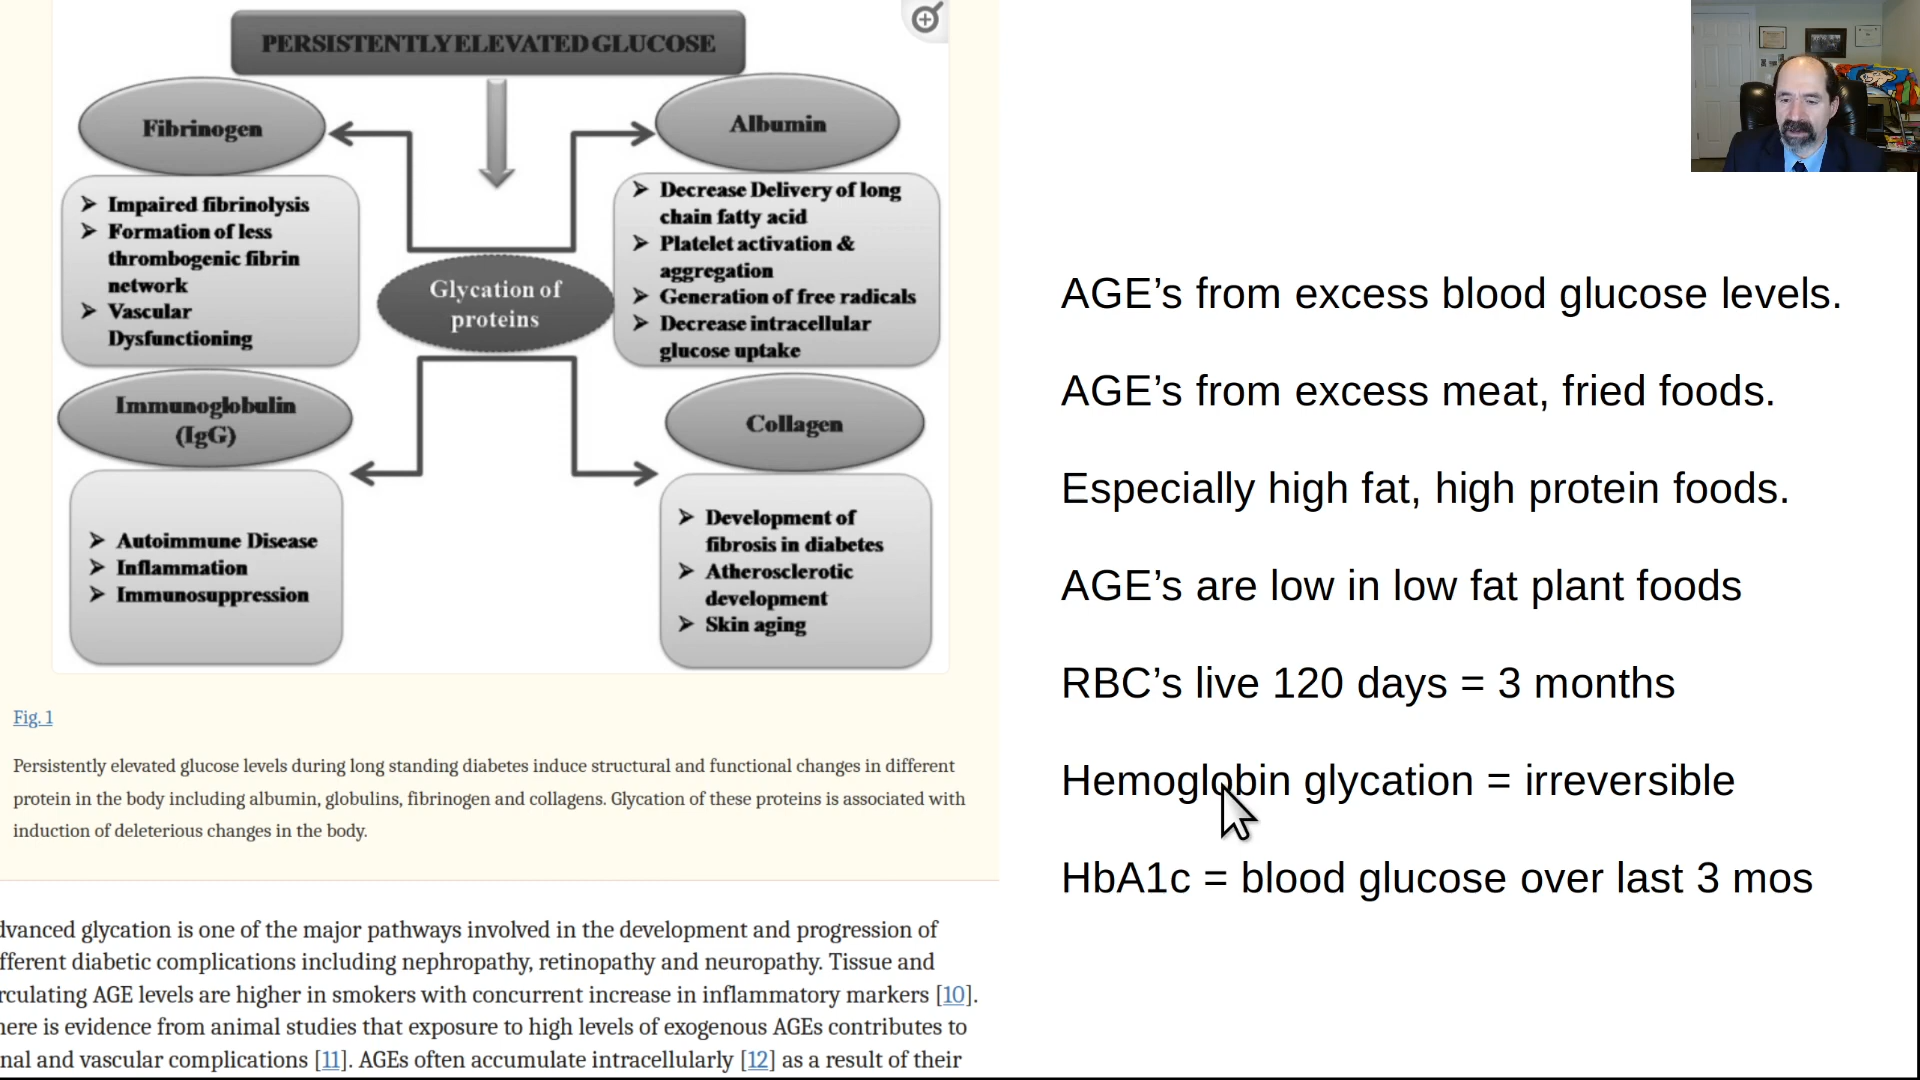 PERSISTENTLY ELEVATED GLUCOSE
Fibrinogen
Albumin
➢ Impaired fibrinolysis
➢ Formation of less
thrombogenic fibrin
network
➢ Vascular
Dysfunctioning
➢ Decrease Delivery of long
chain fatty acid
➢ Platelet activation &
aggregation
➢ Generation of free radicals
➢ Decrease intracellular
glucose uptake
Glycation of
proteins
Immunoglobulin
(IgG)
Collagen
➢ Autoimmune Disease
➢ Inflammation
➢ Immunosuppression
➢ Development of
fibrosis in diabetes
➢ Atherosclerotic
development
➢ Skin aging
Fig. 1
Persistently elevated glucose levels during long standing diabetes induce structural and functional changes in different
protein in the body including albumin, globulins, fibrinogen and collagens. Glycation of these proteins is associated with
induction of deleterious changes in the body.
dvanced glycation is one of the major pathways involved in the development and progression of
fferent diabetic complications including nephropathy, retinopathy and neuropathy. Tissue and
rculating AGE levels are higher in smokers with concurrent increase in inflammatory markers [10].
here is evidence from animal studies that exposure to high levels of exogenous AGEs contributes to
nal and vascular complications [11]. AGEs often accumulate intracellularly [12] as a result of their
AGE’s from excess blood glucose levels.
AGE’s from excess meat, fried foods.
Especially high fat, high protein foods.
AGE’s are low in low fat plant foods
RBC’s live 120 days = 3 months
Hemoglobin glycation = irreversible
HbA1c = blood glucose over last 3 mos